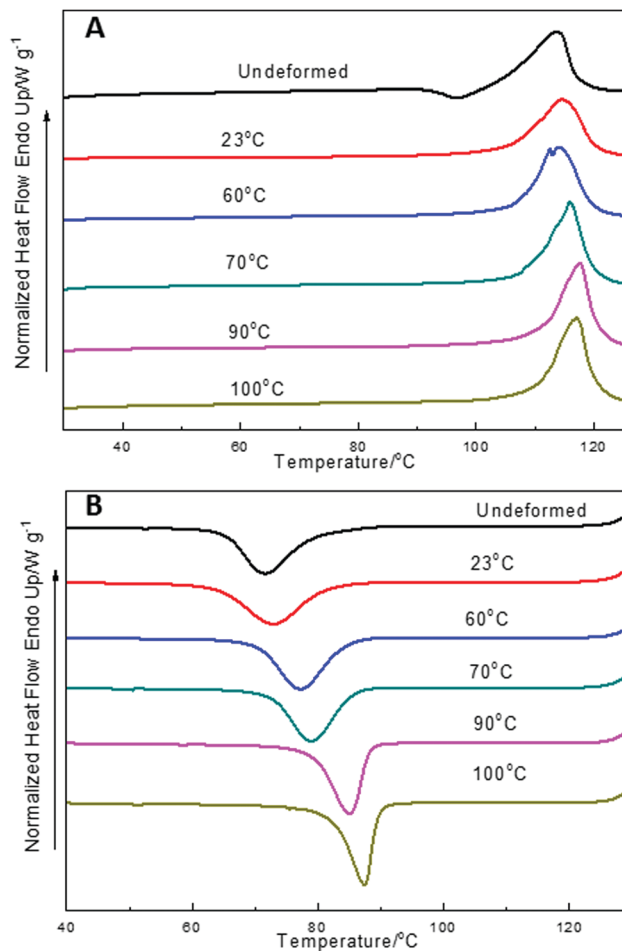 A
Undeformed
23°C
60°C
70°C
90°C
100°C
Normalized Heat Flow Endo Up/W g⁻¹
40 60 80 100 120
Temperature/°C
B
Undeformed
23°C
60°C
70°C
90°C
100°C
Normalized Heat Flow Endo Up/W g⁻¹
40 60 80 100 120
Temperature/°C